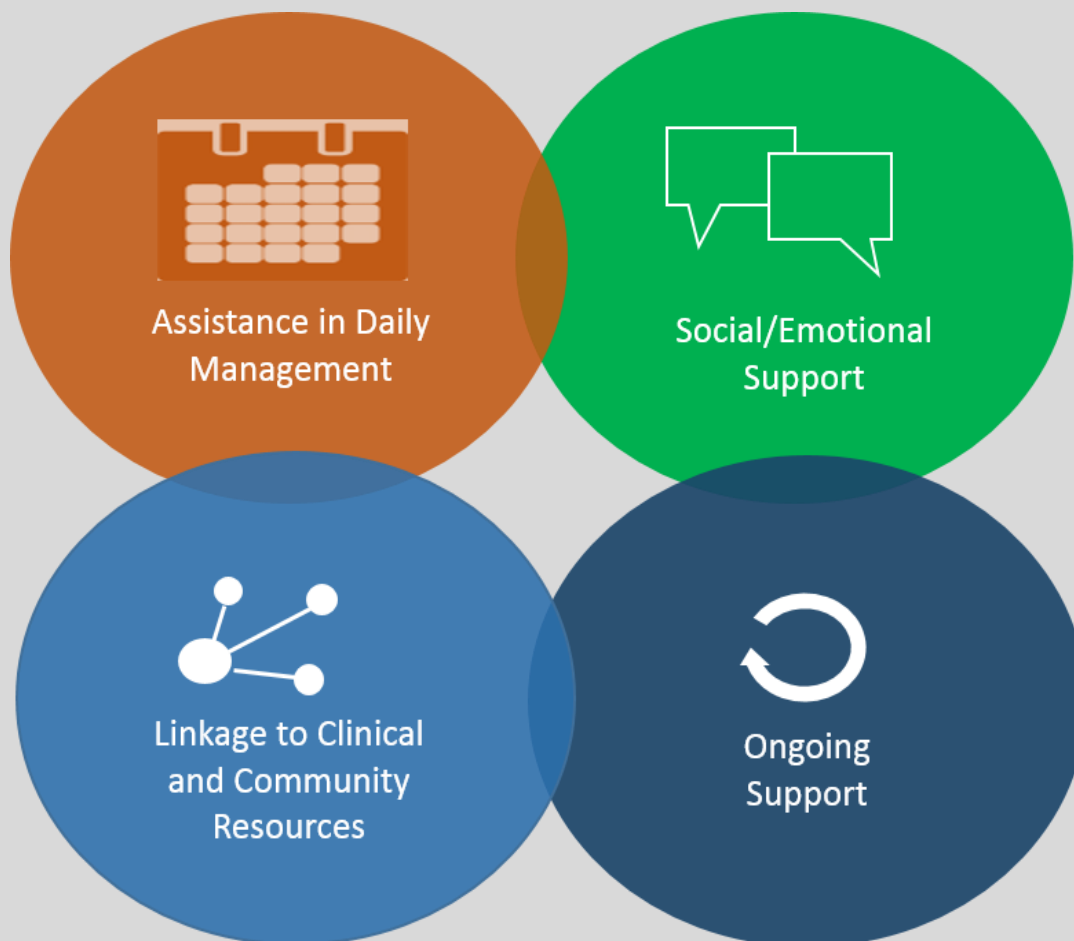 Assistance in Daily
Management
Social/Emotional
Support
Linkage to Clinical
and Community
Resources
Ongoing
Support